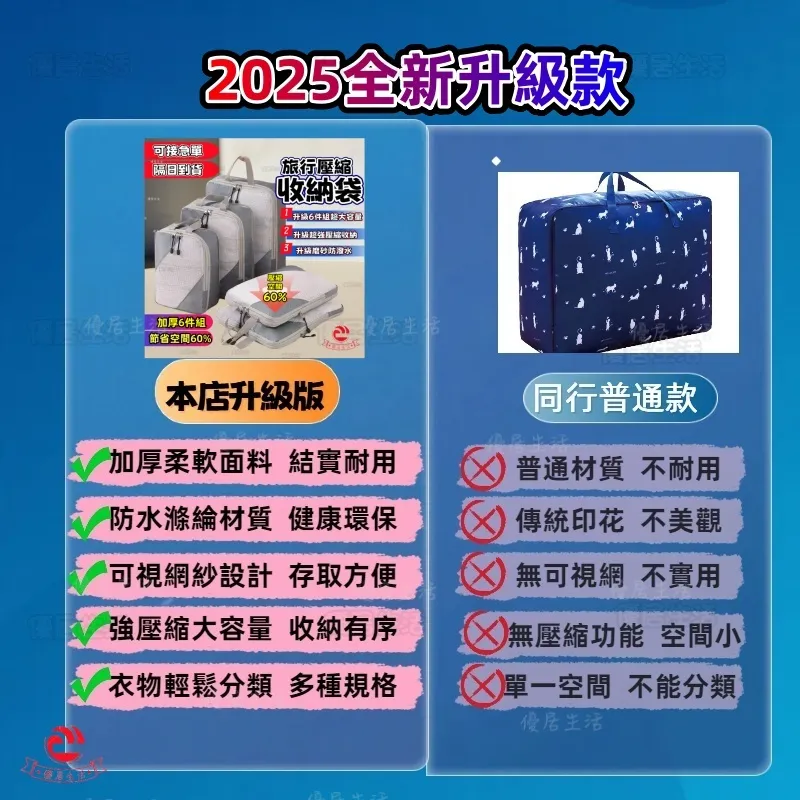 2025全新升級款
可接急單
隔日到貨
旅行壓縮
收納袋
1 升級6件組超大容量
2 升級超強壓縮收納
3 升級磨砂防潑水
壓縮
空間
60%
加厚6件組
節省空間60%
本店升級版
同行普通款
加厚柔軟面料 結實耐用
普通材質 不耐用
防水滌綸材質 健康環保
傳統印花 不美觀
可視網紗設計 存取方便
無可視網 不實用
強壓縮大容量 收納有序
無壓縮功能 空間小
衣物輕鬆分類 多種規格
單一空間 不能分類
優居生活